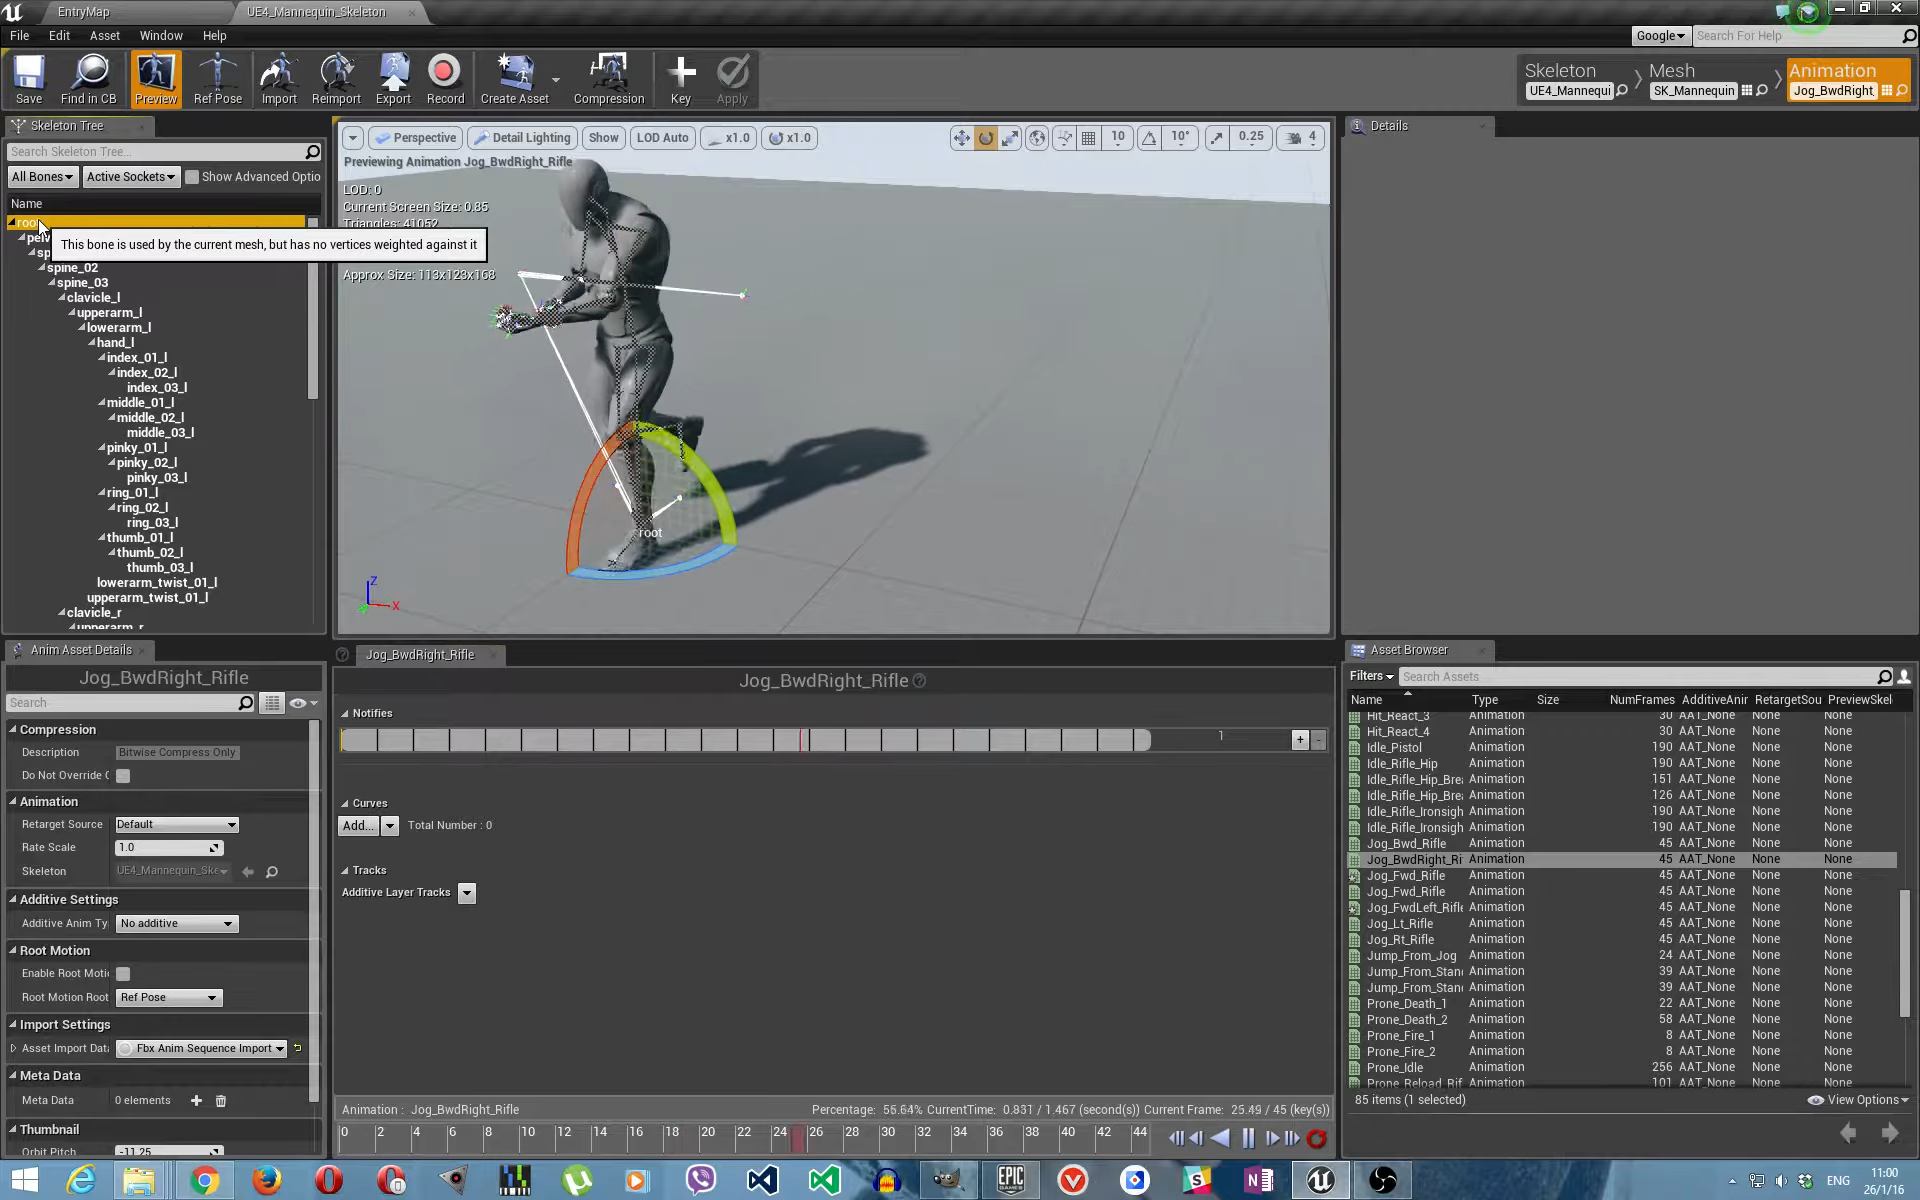 EntryMap
UE4_Mannequin_Skeleton
File Edit Asset Window Help
Google
Search For Help
Save
Find in CB
Preview
Ref Pose
Import
Reimport
Export
Record
Create Asset
Compression
Key
Apply
Skeleton
UE4_Mannequi
Mesh
SK_Mannequin
Animation
Jog_BwdRight
Skeleton Tree
Search Skeleton Tree...
All Bones
Active Sockets
Show Advanced Optio
Name
This bone is used by the current mesh, but has no vertices weighted against it
spine_02
spine_03
clavicle_l
upperarm_l
lowerarm_l
hand_l
index_01_l
index_02_l
index_03_l
middle_01_l
middle_02_l
middle_03_l
pinky_01_l
pinky_02_l
pinky_03_l
ring_01_l
ring_02_l
ring_03_l
thumb_01_l
thumb_02_l
thumb_03_l
lowerarm_twist_01_l
upperarm_twist_01_l
clavicle_r
upperarm_r
Perspective
Detail Lighting
Show
LOD Auto
x1.0
x1.0
10
10°
0.25
4
Previewing Animation Jog_BwdRight_Rifle
LOD: 0
Current Screen Size: 0.85
Triangles: 41052
Approx Size: 113x123x168
root
Z
X
Details
Anim Asset Details
Jog_BwdRight_Rifle
Search
Compression
Description Bitwise Compress Only
Do Not Override C
Animation
Retarget Source Default
Rate Scale 1.0
Skeleton UE4_Mannequin_Ske
Additive Settings
Additive Anim Ty No additive
Root Motion
Enable Root Moti
Root Motion Root Ref Pose
Import Settings
Asset Import Data Fbx Anim Sequence Import
Meta Data
Meta Data 0 elements
Thumbnail
Orbit Pitch -11.25
Jog_BwdRight_Rifle
Jog_BwdRight_Rifle
Notifies
1
Curves
Add... Total Number : 0
Tracks
Additive Layer Tracks
Animation : Jog_BwdRight_Rifle
Percentage: 56.64% CurrentTime: 0.831 / 1.467 (second(s)) Current Frame: 25.49 / 45 (key(s))
0 2 4 6 8 10 12 14 16 18 20 22 24 26 28 30 32 34 36 38 40 42 44
Asset Browser
Filters
Search Assets
Name Type Size NumFrames AdditiveAnir RetargetSou PreviewSkel
Hit_React_3 Animation 30 AAT_None None None
Hit_React_4 Animation 30 AAT_None None None
Idle_Pistol Animation 190 AAT_None None None
Idle_Rifle_Hip Animation 190 AAT_None None None
Idle_Rifle_Hip_Bre Animation 151 AAT_None None None
Idle_Rifle_Hip_Bre Animation 126 AAT_None None None
Idle_Rifle_Ironsigh Animation 190 AAT_None None None
Idle_Rifle_Ironsigh Animation 190 AAT_None None None
Jog_Bwd_Rifle Animation 45 AAT_None None None
Jog_BwdRight_Ri Animation 45 AAT_None None None
Jog_Fwd_Rifle Animation 45 AAT_None None None
Jog_Fwd_Rifle Animation 45 AAT_None None None
Jog_FwdLeft_Rifle Animation 45 AAT_None None None
Jog_Lt_Rifle Animation 45 AAT_None None None
Jog_Rt_Rifle Animation 45 AAT_None None None
Jump_From_Jog Animation 24 AAT_None None None
Jump_From_Stan Animation 39 AAT_None None None
Jump_From_Stan Animation 39 AAT_None None None
Prone_Death_1 Animation 22 AAT_None None None
Prone_Death_2 Animation 58 AAT_None None None
Prone_Fire_1 Animation 8 AAT_None None None
Prone_Fire_2 Animation 8 AAT_None None None
Prone_Idle Animation 256 AAT_None None None
Prone_Reload_Rif Animation 101 AAT_None None None
85 items (1 selected)
View Options
EPIC GAMES
ENG
11:00
26/1/16